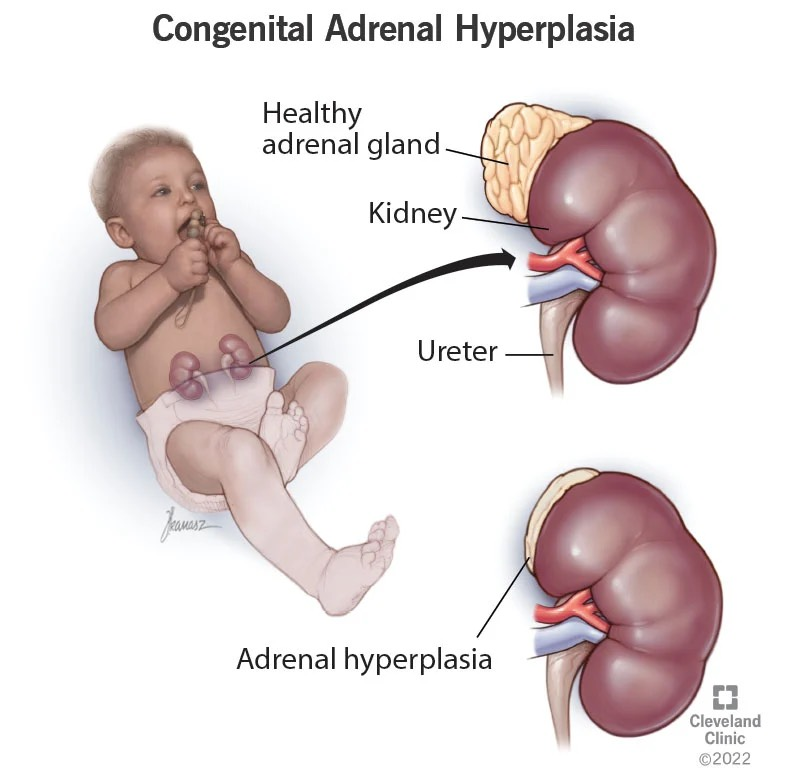 Congenital Adrenal Hyperplasia
Healthy
adrenal gland
Kidney
Ureter
Adrenal hyperplasia
Cleveland
Clinic
©2022